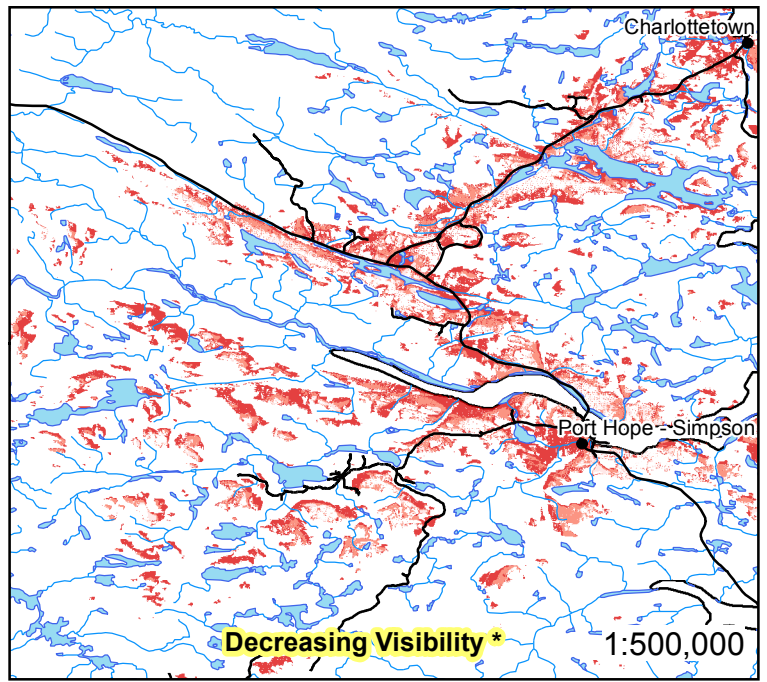 Charlottetown
Port Hope - Simpson
Decreasing Visibility *
1:500,000